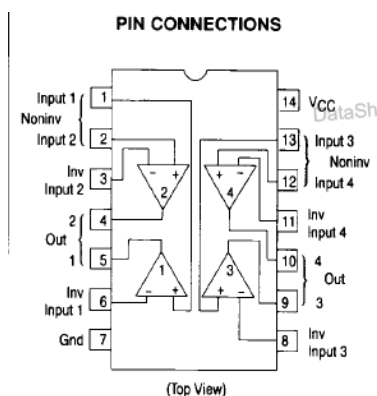 PIN CONNECTIONS
Input 1
Noninv
Input 2
Inv
Input 2
2
Out
1
Inv
Input 1
Gnd
1
2
3
4
5
6
7
- +
2
1
- +
- +
4
3
- +
14
13
12
11
10
9
8
VCC
DataSh
Input 3
Noninv
Input 4
Inv
Input 4
4
Out
3
Inv
Input 3
(Top View)